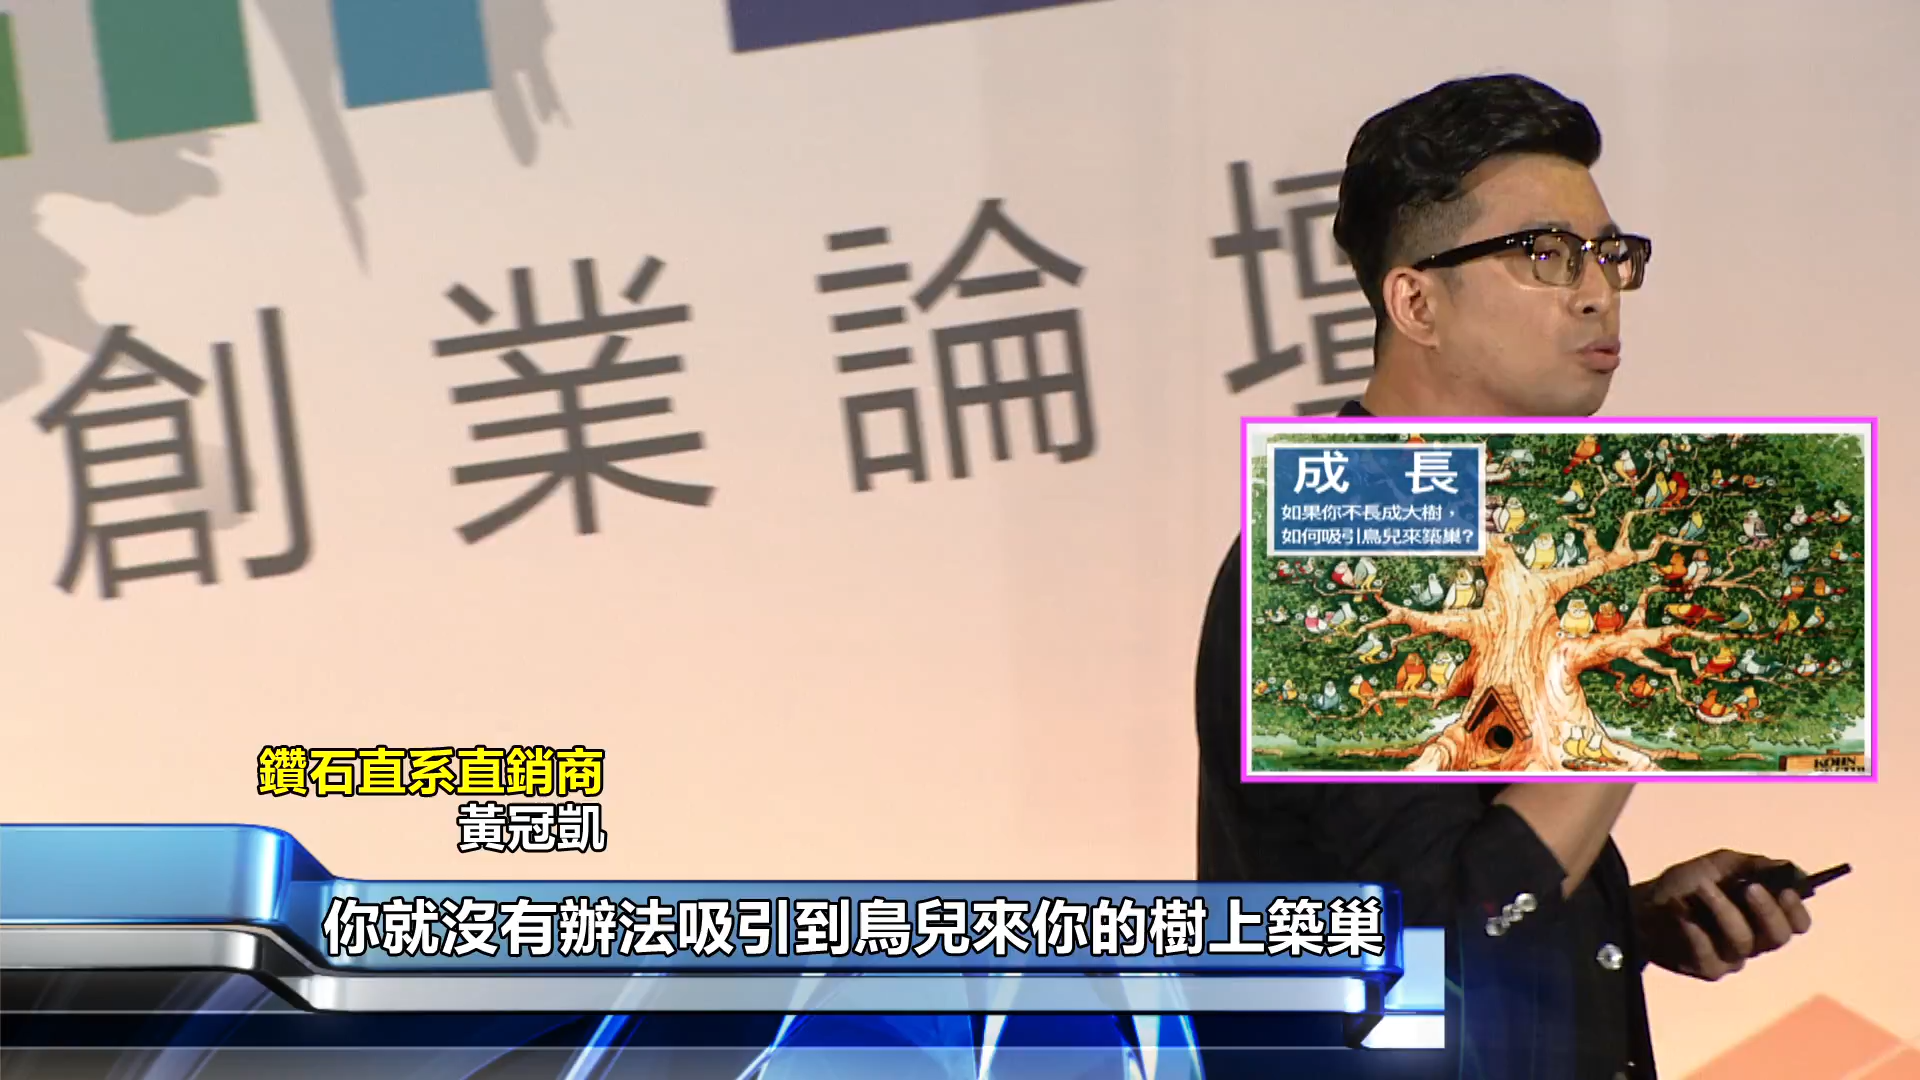 創業論壇
成長
如果你不長成大樹，
如何吸引鳥兒來築巢?
KOHN
鑽石直系直銷商
黃冠凱
你就沒有辦法吸引到鳥兒來你的樹上築巢